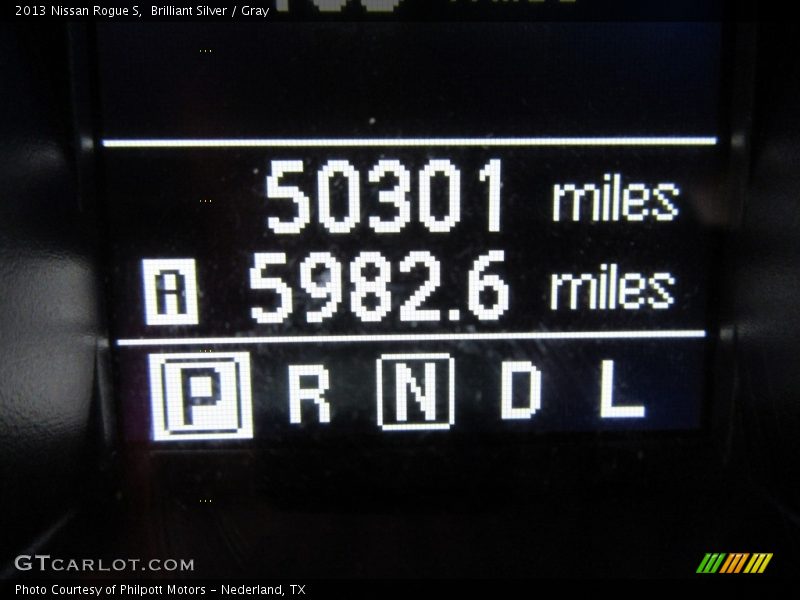 2013 Nissan Rogue S,  Brilliant Silver / Gray
50301 miles
A 5982.6 miles
P R N D L
GTCARLOT.COM
Photo Courtesy of Philpott Motors - Nederland, TX